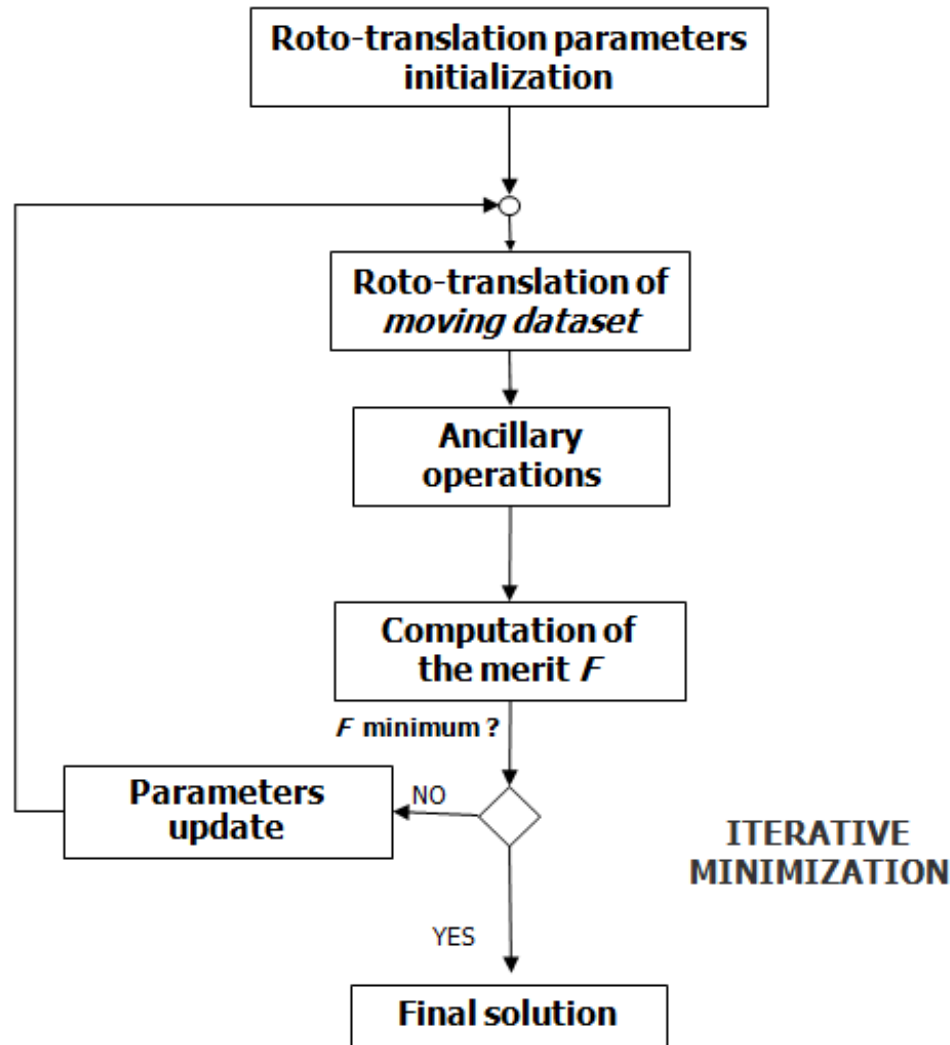 Roto-translation parameters
initialization
Roto-translation of
moving dataset
Ancillary
operations
Computation of
the merit F
F minimum ?
NO
Parameters
update
ITERATIVE
MINIMIZATION
YES
Final solution